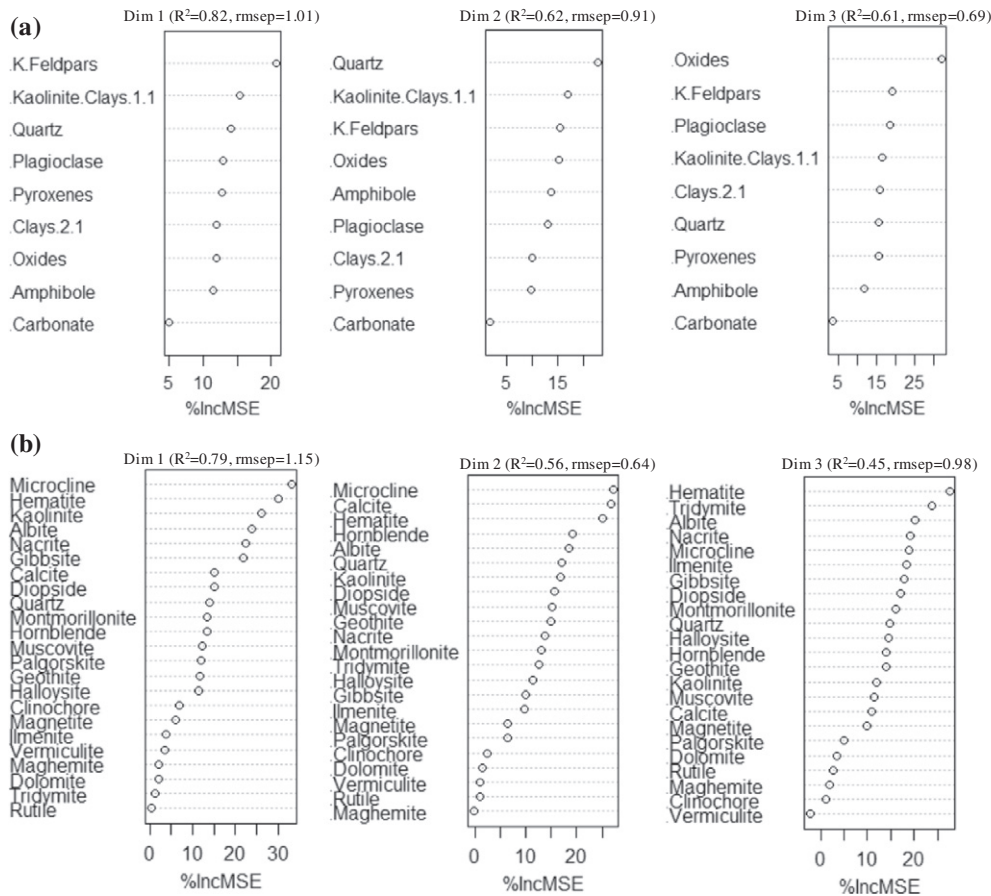 (a)
Dim 1 (R²=0.82, rmsep=1.01)
.K.Feldpars
.Kaolinite.Clays.1.1
.Quartz
.Plagioclase
.Pyroxenes
.Clays.2.1
.Oxides
.Amphibole
.Carbonate
5 10 20
%IncMSE
Dim 2 (R²=0.62, rmsep=0.91)
.Quartz
.Kaolinite.Clays.1.1
.K.Feldpars
.Oxides
.Amphibole
.Plagioclase
.Clays.2.1
.Pyroxenes
.Carbonate
5 15
%IncMSE
Dim 3 (R²=0.61, rmsep=0.69)
.Oxides
.K.Feldpars
.Plagioclase
.Kaolinite.Clays.1.1
.Clays.2.1
.Quartz
.Pyroxenes
.Amphibole
.Carbonate
5 15 25
%IncMSE
(b)
Dim 1 (R²=0.79, rmsep=1.15)
Microcline
Hematite
Kaolinite
Albite
Nacrite
Gibbsite
Calcite
Diopside
Quartz
Montmorillonite
Hornblende
Muscovite
Palgorskite
Geothite
Halloysite
Clinochore
Magnetite
Ilmenite
Vermiculite
Maghemite
Dolomite
Tridymite
Rutile
0 10 20 30
%IncMSE
Dim 2 (R²=0.56, rmsep=0.64)
.Microcline
.Calcite
.Hematite
.Hornblende
.Albite
.Quartz
.Kaolinite
.Diopside
.Muscovite
.Geothite
.Nacrite
.Montmorillonite
.Tridymite
.Halloysite
.Gibbsite
.Ilmenite
.Magnetite
.Palgorskite
.Clinochore
.Dolomite
.Vermiculite
.Rutile
.Maghemite
0 10 20
%IncMSE
Dim 3 (R²=0.45, rmsep=0.98)
.Hematite
.Tridymite
.Albite
.Nacrite
.Microcline
.Ilmenite
.Gibbsite
.Diopside
.Montmorillonite
.Quartz
.Halloysite
.Hornblende
.Geothite
.Kaolinite
.Muscovite
.Calcite
.Magnetite
.Palgorskite
.Dolomite
.Rutile
.Maghemite
.Clinochore
.Vermiculite
0 10 20
%IncMSE